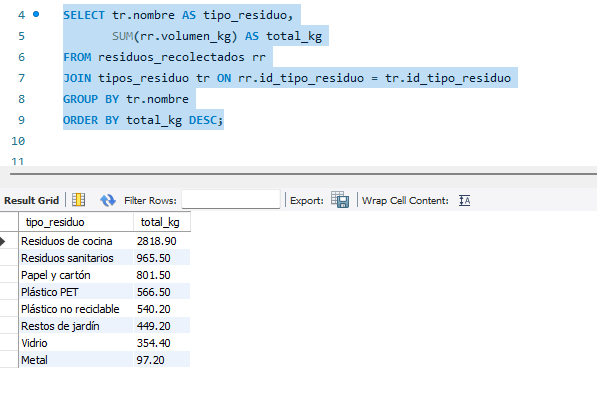 4 SELECT tr.nombre AS tipo_residuo,
5 SUM(rr.volumen_kg) AS total_kg
6 FROM residuos_recolectados rr
7 JOIN tipos_residuo tr ON rr.id_tipo_residuo = tr.id_tipo_residuo
8 GROUP BY tr.nombre
9 ORDER BY total_kg DESC;
10
11
Result Grid Filter Rows: Export: Wrap Cell Content: IA
tipo_residuo total_kg
Residuos de cocina 2818.90
Residuos sanitarios 965.50
Papel y cartón 801.50
Plástico PET 566.50
Plástico no reciclable 540.20
Restos de jardín 449.20
Vidrio 354.40
Metal 97.20